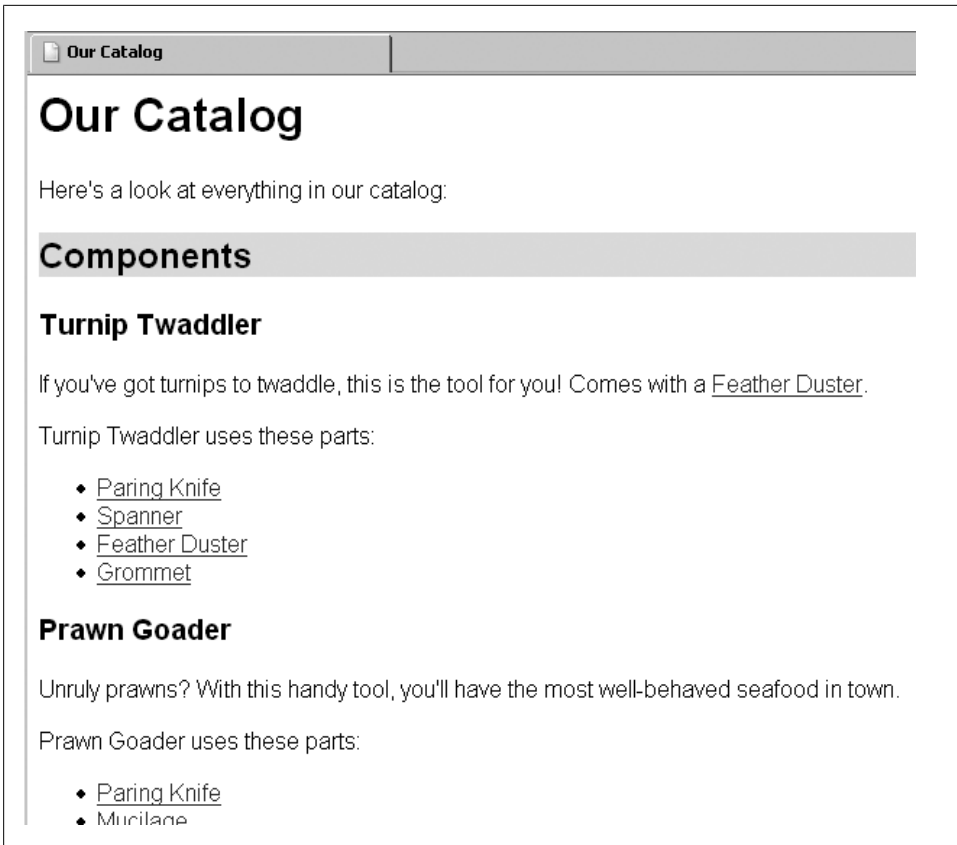 Our Catalog
Our Catalog
Here's a look at everything in our catalog:
Components
Turnip Twaddler
If you've got turnips to twaddle, this is the tool for you! Comes with a Feather Duster.
Turnip Twaddler uses these parts:
• Paring Knife
• Spanner
• Feather Duster
• Grommet
Prawn Goader
Unruly prawns? With this handy tool, you'll have the most well-behaved seafood in town.
Prawn Goader uses these parts:
• Paring Knife
• Mucilage